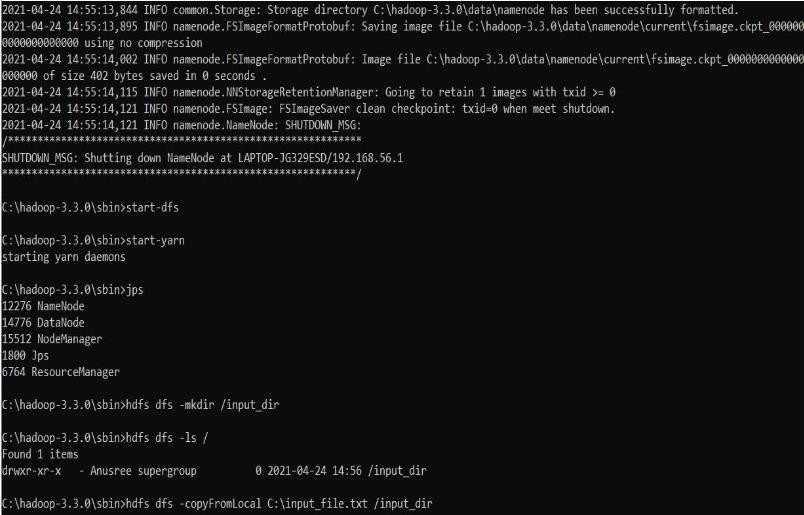 2021-04-24 14:55:13,844 INFO common.Storage: Storage directory C:\hadoop-3.3.0\data\namenode has been successfully formatted.
2021-04-24 14:55:13,895 INFO namenode.FSImageFormatProtobuf: Saving image file C:\hadoop-3.3.0\data\namenode\current\fsimage.ckpt_000000
0000000000000 using no compression
2021-04-24 14:55:14,002 INFO namenode.FSImageFormatProtobuf: Image file C:\hadoop-3.3.0\data\namenode\current\fsimage.ckpt_0000000000000
000000 of size 402 bytes saved in 0 seconds .
2021-04-24 14:55:14,115 INFO namenode.NNStorageRetentionManager: Going to retain 1 images with txid >= 0
2021-04-24 14:55:14,121 INFO namenode.FSImage: FSImageSaver clean checkpoint: txid=0 when meet shutdown.
2021-04-24 14:55:14,121 INFO namenode.NameNode: SHUTDOWN_MSG:
/************************************************************
SHUTDOWN_MSG: Shutting down NameNode at LAPTOP-JG329ESD/192.168.56.1
************************************************************/
C:\hadoop-3.3.0\sbin>start-dfs
C:\hadoop-3.3.0\sbin>start-yarn
starting yarn daemons
C:\hadoop-3.3.0\sbin>jps
12276 NameNode
14776 DataNode
15512 NodeManager
1800 Jps
6764 ResourceManager
C:\hadoop-3.3.0\sbin>hdfs dfs -mkdir /input_dir
C:\hadoop-3.3.0\sbin>hdfs dfs -ls /
Found 1 items
drwxr-xr-x   - Anusree supergroup          0 2021-04-24 14:56 /input_dir
C:\hadoop-3.3.0\sbin>hdfs dfs -copyFromLocal C:\input_file.txt /input_dir